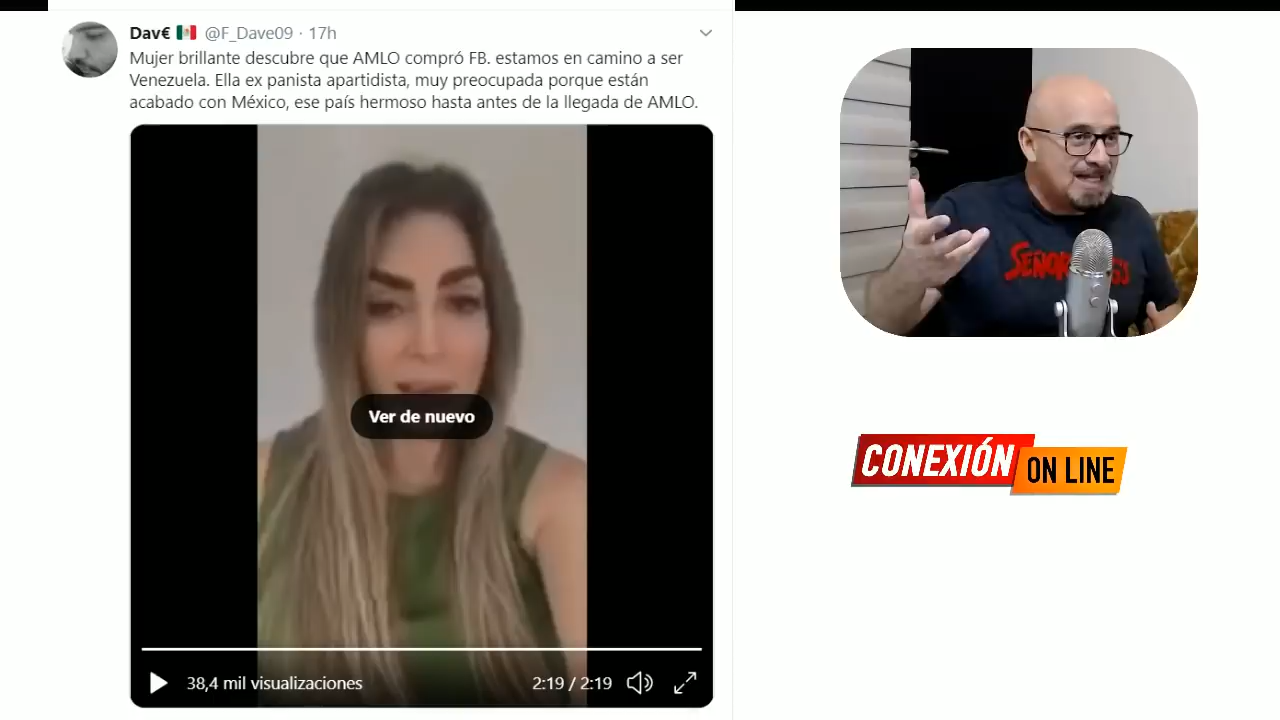 Dav€ 🇲🇽 @F_Dave09 · 17h
Mujer brillante descubre que AMLO compró FB. estamos en camino a ser
Venezuela. Ella ex panista apartidista, muy preocupada porque están
acabado con México, ese país hermoso hasta antes de la llegada de AMLO.
Ver de nuevo
38,4 mil visualizaciones
2:19 / 2:19
CONEXIÓN
ON LINE